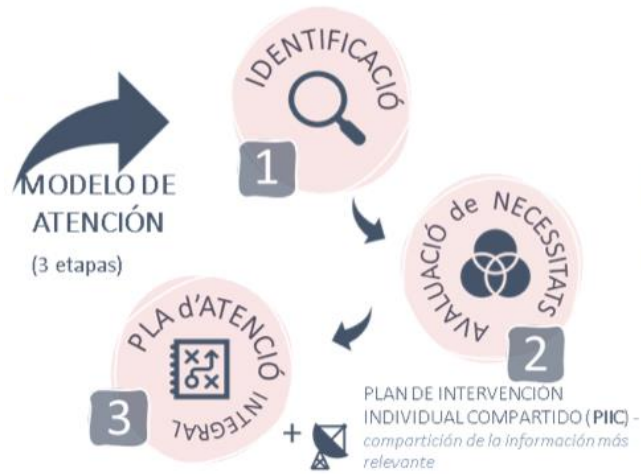 IDENTIFICACIÓ
1
MODELO DE
ATENCIÓN
(3 etapas)
AVALUACIÓ de NECESSITATS
2
PLA d'ATENCIÓ INTEGRAL
3
+
PLAN DE INTERVENCIÓN
INDIVIDUAL COMPARTIDO (PIIC) -
compartición de la información más
relevante